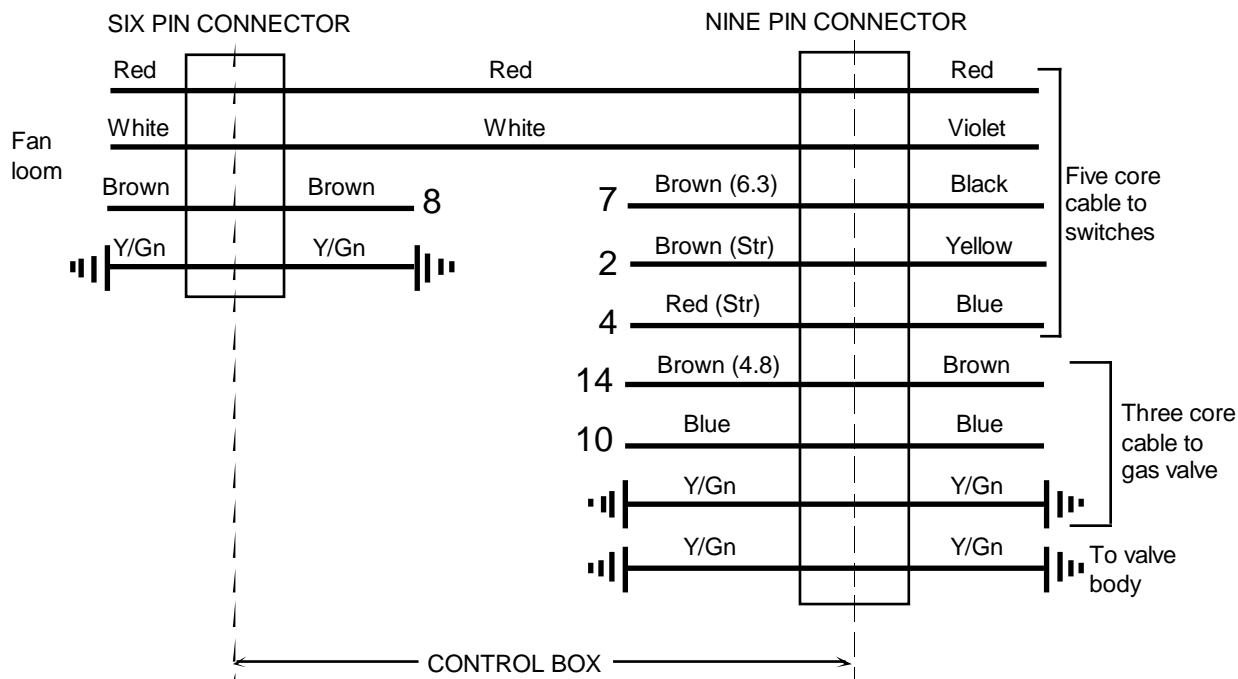 SIX PIN CONNECTOR
NINE PIN CONNECTOR
Red
Red
Red
Fan
loom
White
White
Violet
Brown
Brown
8
7
Brown (6.3)
Black
Five core
cable to
switches
Y/Gn
Y/Gn
2
Brown (Str)
Yellow
4
Red (Str)
Blue
14
Brown (4.8)
Brown
10
Blue
Blue
Three core
cable to
gas valve
Y/Gn
Y/Gn
Y/Gn
Y/Gn
To valve
body
CONTROL BOX